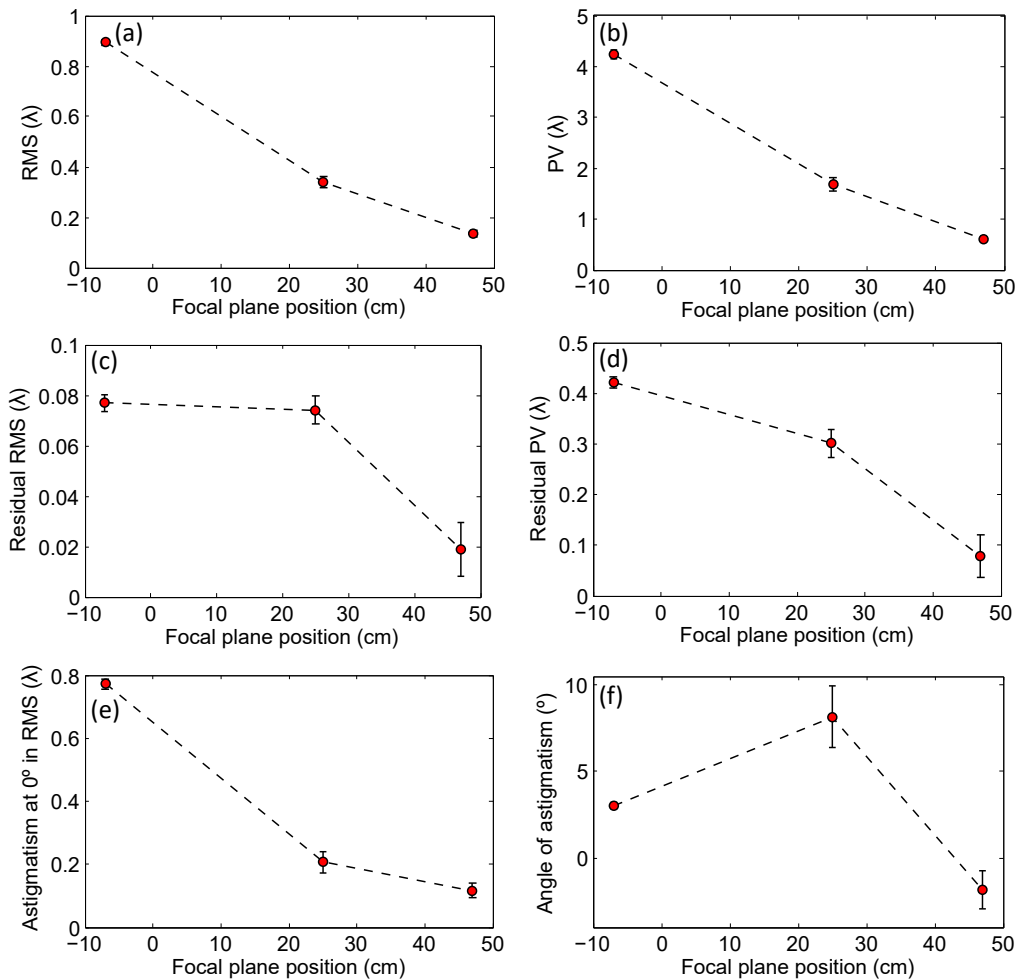 (a)
RMS (λ)
1
0.8
0.6
0.4
0.2
0
−10 0 10 20 30 40 50
Focal plane position (cm)
(b)
PV (λ)
5
4
3
2
1
0
−10 0 10 20 30 40 50
Focal plane position (cm)
(c)
Residual RMS (λ)
0.1
0.08
0.06
0.04
0.02
0
−10 0 10 20 30 40 50
Focal plane position (cm)
(d)
Residual PV (λ)
0.5
0.4
0.3
0.2
0.1
0
−10 0 10 20 30 40 50
Focal plane position (cm)
(e)
Astigmatism at 0º in RMS (λ)
0.8
0.6
0.4
0.2
0
−10 0 10 20 30 40 50
Focal plane position (cm)
(f)
Angle of astigmatism (º)
10
5
0
−10 0 10 20 30 40 50
Focal plane position (cm)